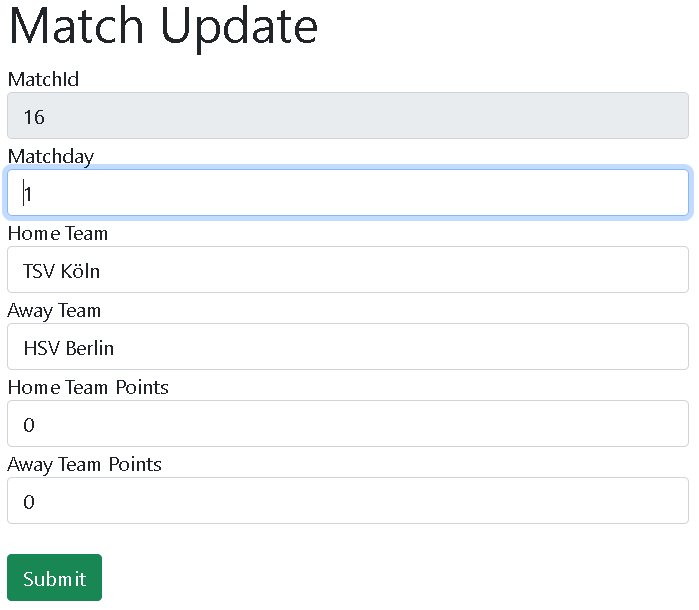 Match Update
MatchId
16
Matchday
1
Home Team
TSV Köln
Away Team
HSV Berlin
Home Team Points
0
Away Team Points
0
Submit